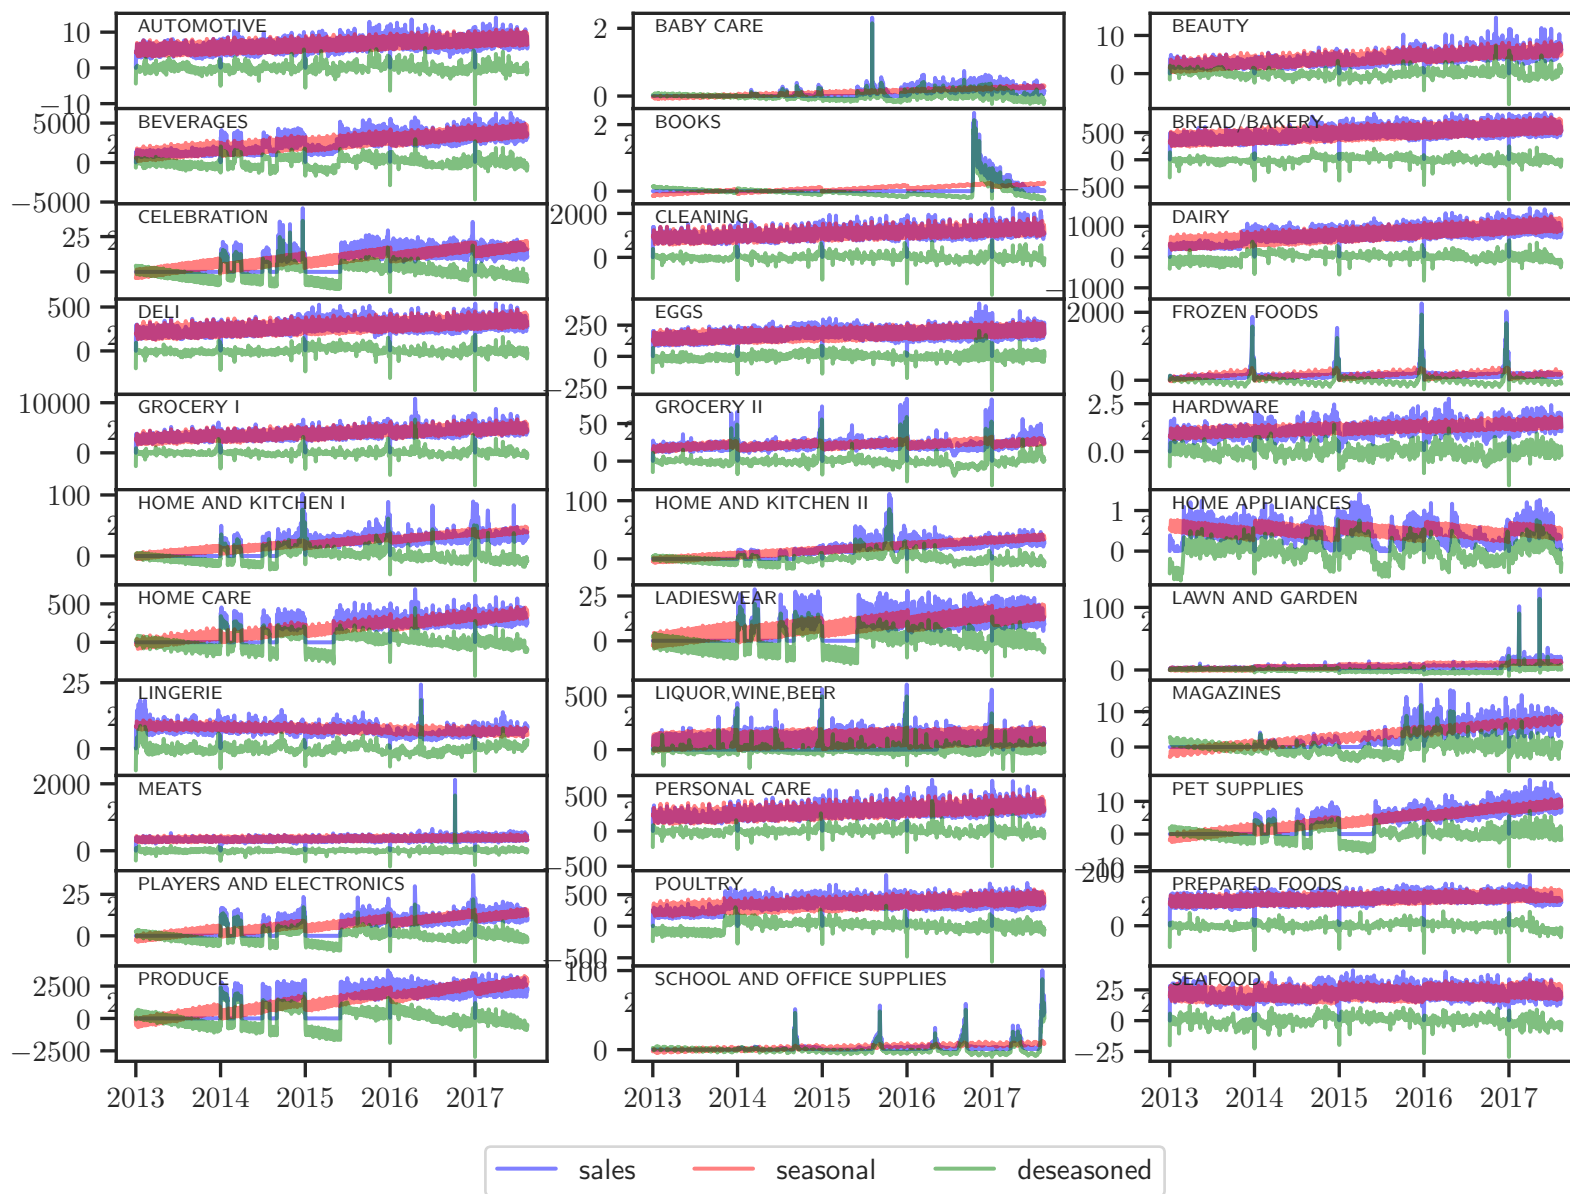 AUTOMOTIVE BABY CARE BEAUTY
10 0 −10
2 0
10 0
BEVERAGES BOOKS BREAD/BAKERY
5000 0 −5000
2 0
500 0 −500
CELEBRATION CLEANING DAIRY
25 0
2000 0
1000 0 −1000
DELI EGGS FROZEN FOODS
500 0
250 0 −250
2000 0
GROCERY I GROCERY II HARDWARE
10000 0
50 0
2.5 0.0
HOME AND KITCHEN I HOME AND KITCHEN II HOME APPLIANCES
100 0
100 0
1 0
HOME CARE LADIESWEAR LAWN AND GARDEN
500 0
25 0
100 0
LINGERIE LIQUOR,WINE,BEER MAGAZINES
25 0
500 0
10 0
MEATS PERSONAL CARE PET SUPPLIES
2000 0
500 0 −500
10 0 −10
PLAYERS AND ELECTRONICS POULTRY PREPARED FOODS
25 0
500 0 −500
200 0
PRODUCE SCHOOL AND OFFICE SUPPLIES SEAFOOD
2500 0 −2500
100 0
25 0 −25
2013 2014 2015 2016 2017 2013 2014 2015 2016 2017 2013 2014 2015 2016 2017
sales seasonal deseasoned